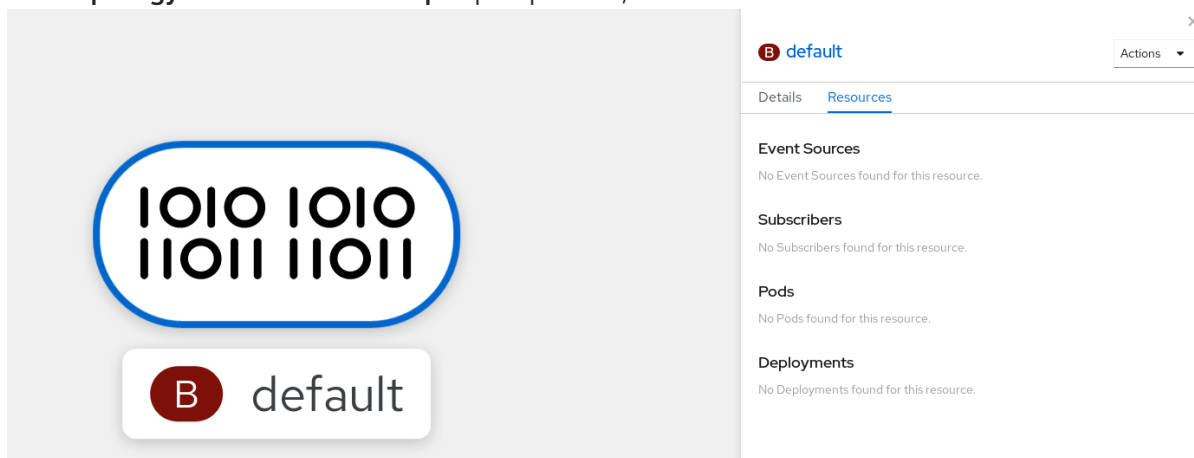 B default
Actions
Details Resources
Event Sources
No Event Sources found for this resource.
Subscribers
No Subscribers found for this resource.
Pods
No Pods found for this resource.
Deployments
No Deployments found for this resource.
1010 1010
11011 11011
B default